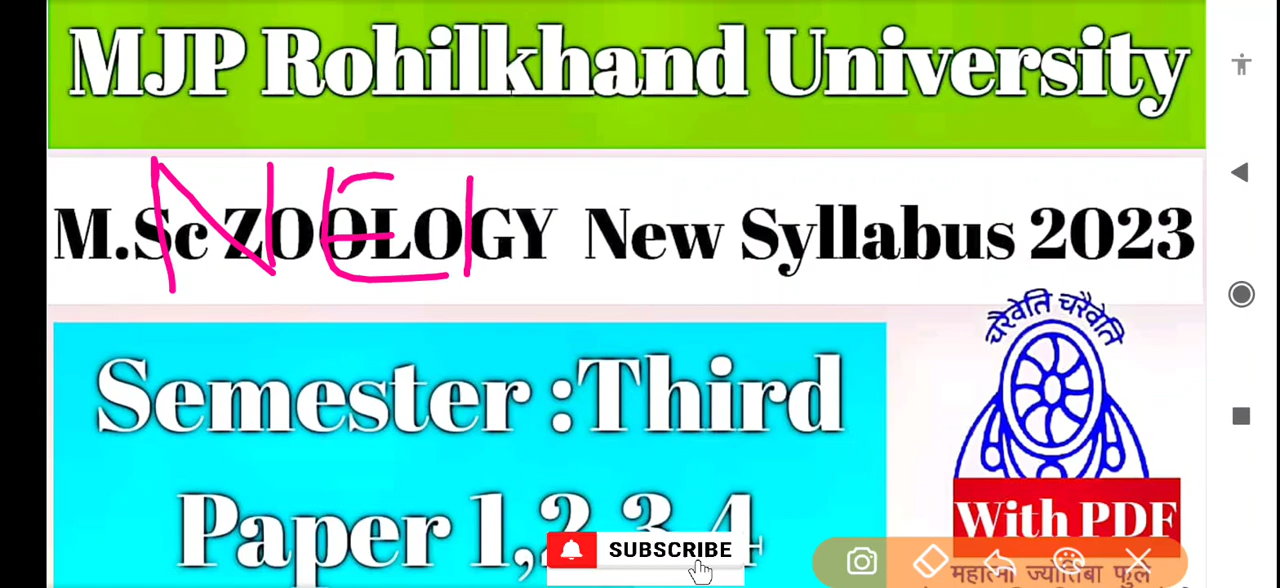 MJP Rohilkhand University
M.Sc ZOOLOGY New Syllabus 2023
NEI
चरैवेति चरैवेति
Semester :Third
Paper 1,2,3,4
With PDF
SUBSCRIBE
महात्मा ज्योतिबा फुले